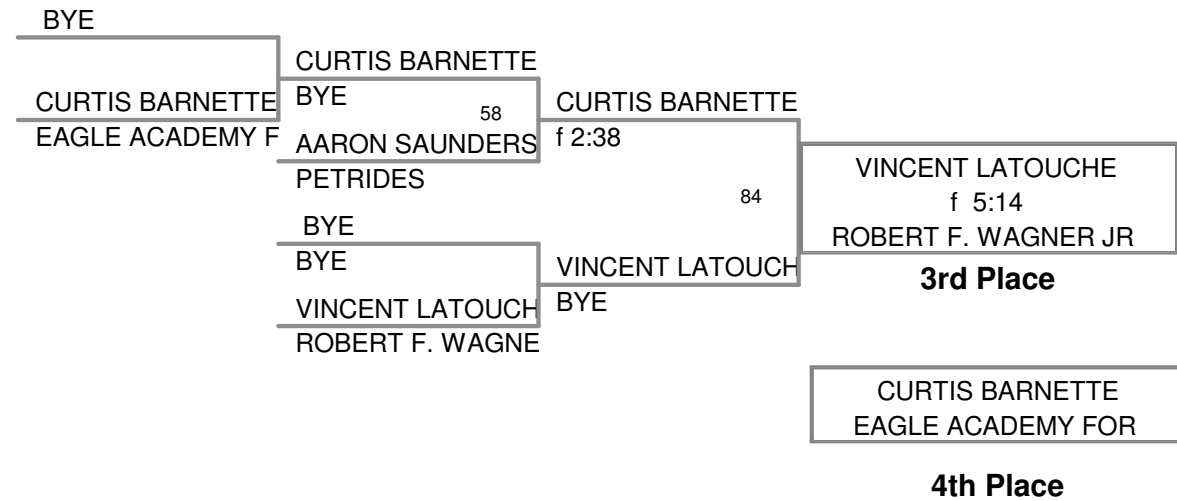 BYE
CURTIS BARNETTE
EAGLE ACADEMY F
CURTIS BARNETTE
BYE
58
AARON SAUNDERS
PETRIDES
BYE
BYE
VINCENT LATOUCH
ROBERT F. WAGNE
CURTIS BARNETTE
f 2:38
84
VINCENT LATOUCH
BYE
VINCENT LATOUCHE
f 5:14
ROBERT F. WAGNER JR
3rd Place
CURTIS BARNETTE
EAGLE ACADEMY FOR
4th Place